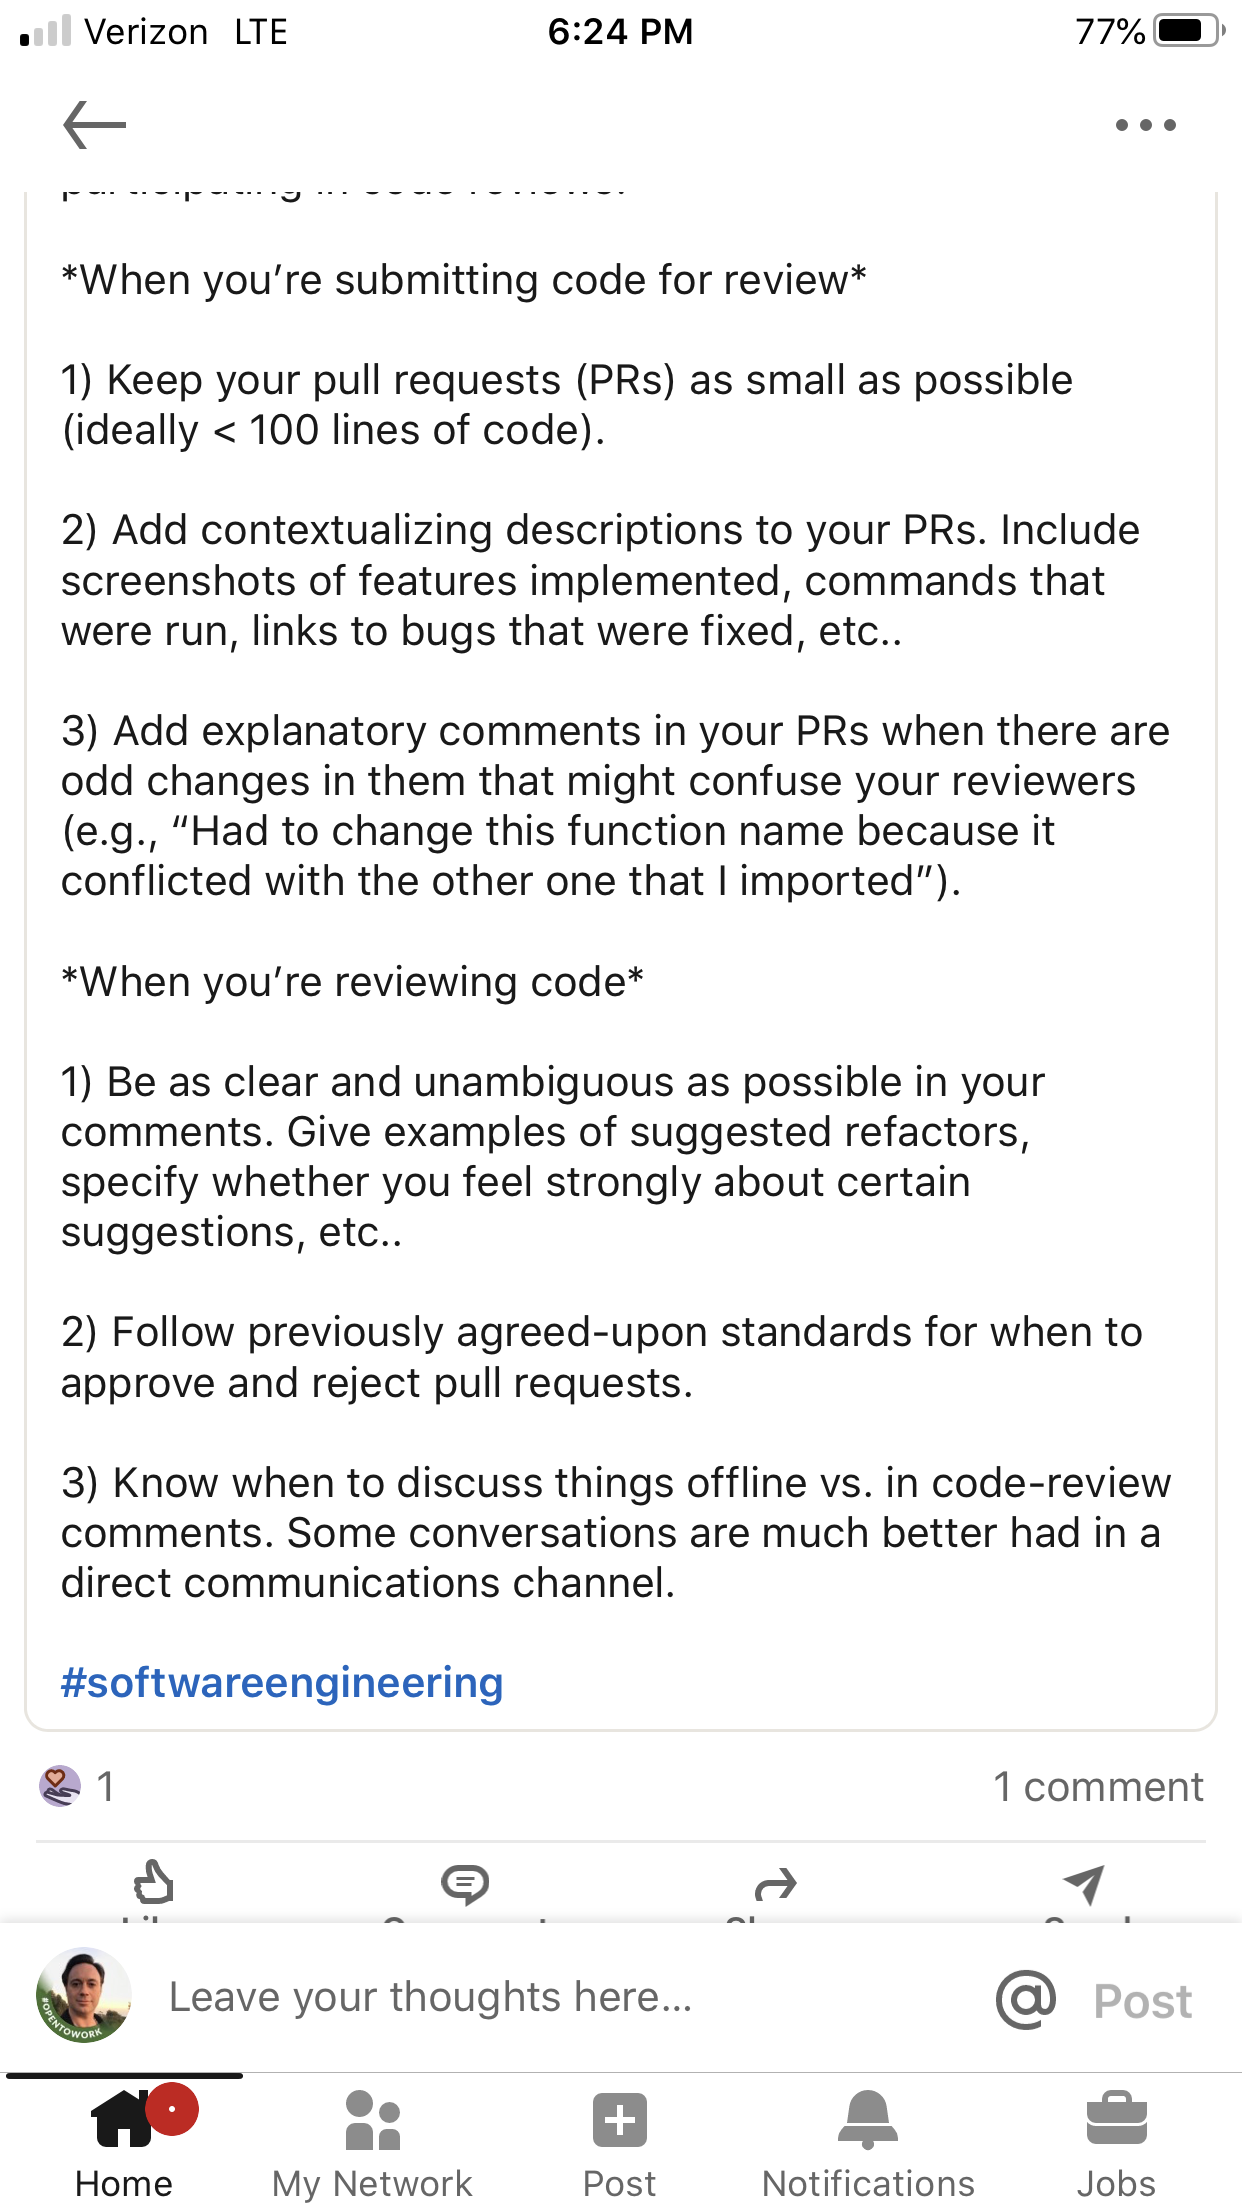 Verizon LTE 6:24 PM 77%
participating in code reviews.
*When you’re submitting code for review*
1) Keep your pull requests (PRs) as small as possible
(ideally < 100 lines of code).
2) Add contextualizing descriptions to your PRs. Include
screenshots of features implemented, commands that
were run, links to bugs that were fixed, etc..
3) Add explanatory comments in your PRs when there are
odd changes in them that might confuse your reviewers
(e.g., “Had to change this function name because it
conflicted with the other one that I imported”).
*When you’re reviewing code*
1) Be as clear and unambiguous as possible in your
comments. Give examples of suggested refactors,
specify whether you feel strongly about certain
suggestions, etc..
2) Follow previously agreed-upon standards for when to
approve and reject pull requests.
3) Know when to discuss things offline vs. in code-review
comments. Some conversations are much better had in a
direct communications channel.
#softwareengineering
1 1 comment
#OPENTOWORK
Leave your thoughts here... @ Post
Home My Network Post Notifications Jobs